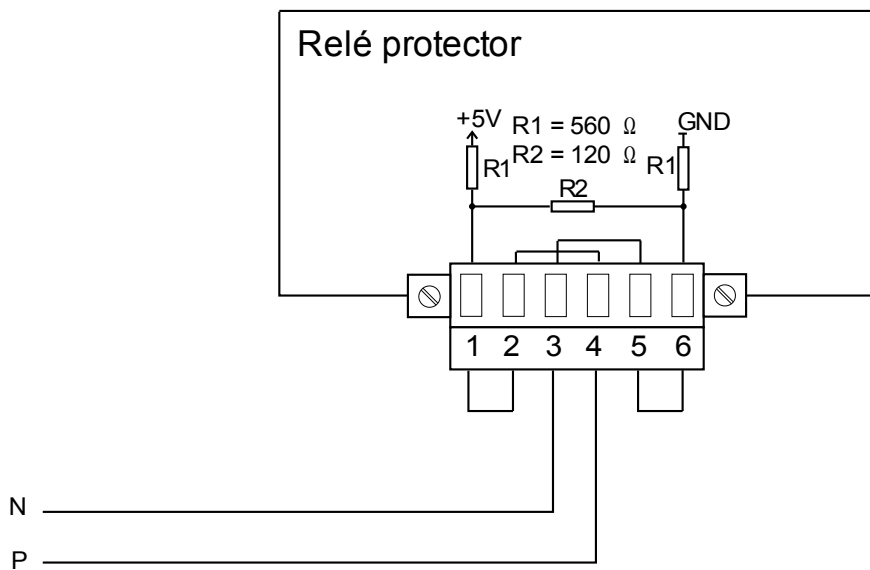 Relé protector
+5V R1 = 560 Ω GND
R1 R2 = 120 Ω R1
R2
1 2 3 4 5 6
N
P